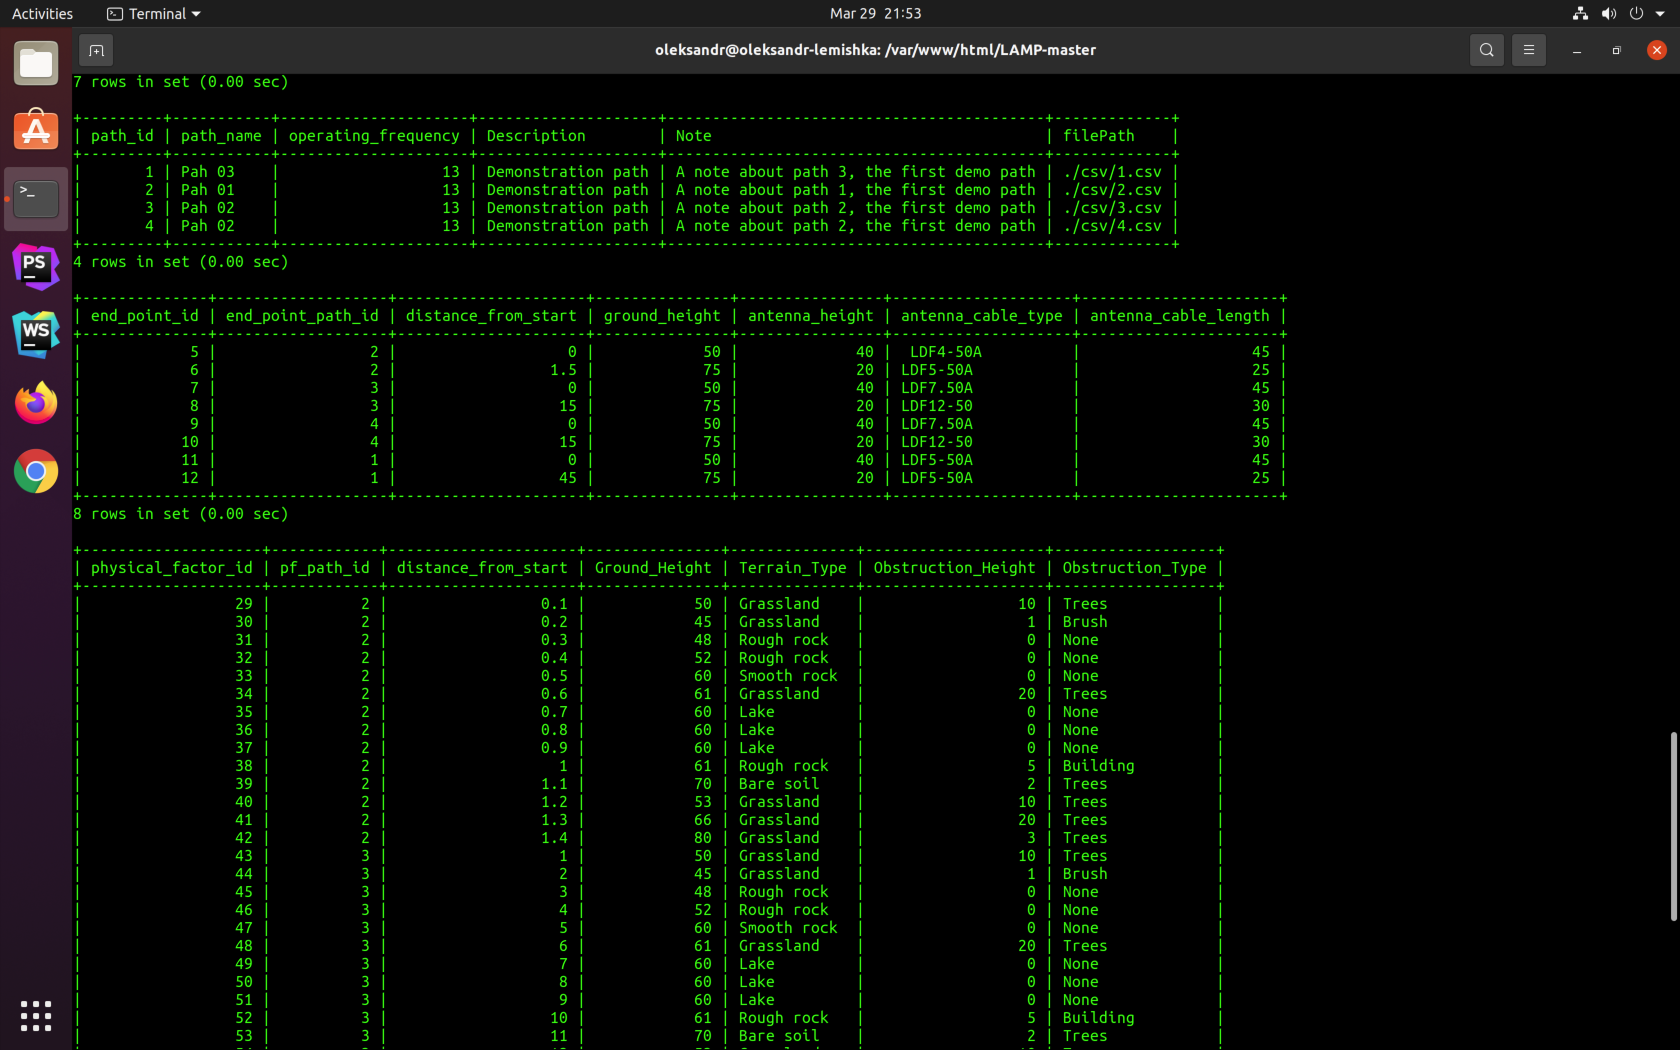 Activities Terminal Mar 29 21:53
oleksandr@oleksandr-lemishka: /var/www/html/LAMP-master
7 rows in set (0.00 sec)
+---------+-----------+---------------------+--------------------+------------------------------------------+-------------+
| path_id | path_name | operating_frequency | Description        | Note                                     | filePath    |
+---------+-----------+---------------------+--------------------+------------------------------------------+-------------+
|       1 | Pah 03    |                  13 | Demonstration path | A note about path 3, the first demo path | ./csv/1.csv |
|       2 | Pah 01    |                  13 | Demonstration path | A note about path 1, the first demo path | ./csv/2.csv |
|       3 | Pah 02    |                  13 | Demonstration path | A note about path 2, the first demo path | ./csv/3.csv |
|       4 | Pah 02    |                  13 | Demonstration path | A note about path 2, the first demo path | ./csv/4.csv |
+---------+-----------+---------------------+--------------------+------------------------------------------+-------------+
4 rows in set (0.00 sec)
+--------------+-------------------+---------------------+---------------+----------------+--------------------+----------------------+
| end_point_id | end_point_path_id | distance_from_start | ground_height | antenna_height | antenna_cable_type | antenna_cable_length |
+--------------+-------------------+---------------------+---------------+----------------+--------------------+----------------------+
|            5 |                 2 |                   0 |            50 |             40 |  LDF4-50A          |                   45 |
|            6 |                 2 |                 1.5 |            75 |             20 | LDF5-50A           |                   25 |
|            7 |                 3 |                   0 |            50 |             40 | LDF7.50A           |                   45 |
|            8 |                 3 |                  15 |            75 |             20 | LDF12-50           |                   30 |
|            9 |                 4 |                   0 |            50 |             40 | LDF7.50A           |                   45 |
|           10 |                 4 |                  15 |            75 |             20 | LDF12-50           |                   30 |
|           11 |                 1 |                   0 |            50 |             40 | LDF5-50A           |                   45 |
|           12 |                 1 |                  45 |            75 |             20 | LDF5-50A           |                   25 |
+--------------+-------------------+---------------------+---------------+----------------+--------------------+----------------------+
8 rows in set (0.00 sec)
+--------------------+------------+---------------------+---------------+--------------+--------------------+------------------+
| physical_factor_id | pf_path_id | distance_from_start | Ground_Height | Terrain_Type | Obstruction_Height | Obstruction_Type |
+--------------------+------------+---------------------+---------------+--------------+--------------------+------------------+
|                 29 |          2 |                 0.1 |            50 | Grassland    |                 10 | Trees            |
|                 30 |          2 |                 0.2 |            45 | Grassland    |                  1 | Brush            |
|                 31 |          2 |                 0.3 |            48 | Rough rock   |                  0 | None             |
|                 32 |          2 |                 0.4 |            52 | Rough rock   |                  0 | None             |
|                 33 |          2 |                 0.5 |            60 | Smooth rock  |                  0 | None             |
|                 34 |          2 |                 0.6 |            61 | Grassland    |                 20 | Trees            |
|                 35 |          2 |                 0.7 |            60 | Lake         |                  0 | None             |
|                 36 |          2 |                 0.8 |            60 | Lake         |                  0 | None             |
|                 37 |          2 |                 0.9 |            60 | Lake         |                  0 | None             |
|                 38 |          2 |                   1 |            61 | Rough rock   |                  5 | Building         |
|                 39 |          2 |                 1.1 |            70 | Bare soil    |                  2 | Trees            |
|                 40 |          2 |                 1.2 |            53 | Grassland    |                 10 | Trees            |
|                 41 |          2 |                 1.3 |            66 | Grassland    |                 20 | Trees            |
|                 42 |          2 |                 1.4 |            80 | Grassland    |                  3 | Trees            |
|                 43 |          3 |                   1 |            50 | Grassland    |                 10 | Trees            |
|                 44 |          3 |                   2 |            45 | Grassland    |                  1 | Brush            |
|                 45 |          3 |                   3 |            48 | Rough rock   |                  0 | None             |
|                 46 |          3 |                   4 |            52 | Rough rock   |                  0 | None             |
|                 47 |          3 |                   5 |            60 | Smooth rock  |                  0 | None             |
|                 48 |          3 |                   6 |            61 | Grassland    |                 20 | Trees            |
|                 49 |          3 |                   7 |            60 | Lake         |                  0 | None             |
|                 50 |          3 |                   8 |            60 | Lake         |                  0 | None             |
|                 51 |          3 |                   9 |            60 | Lake         |                  0 | None             |
|                 52 |          3 |                  10 |            61 | Rough rock   |                  5 | Building         |
|                 53 |          3 |                  11 |            70 | Bare soil    |                  2 | Trees            |
>_
PS
WS